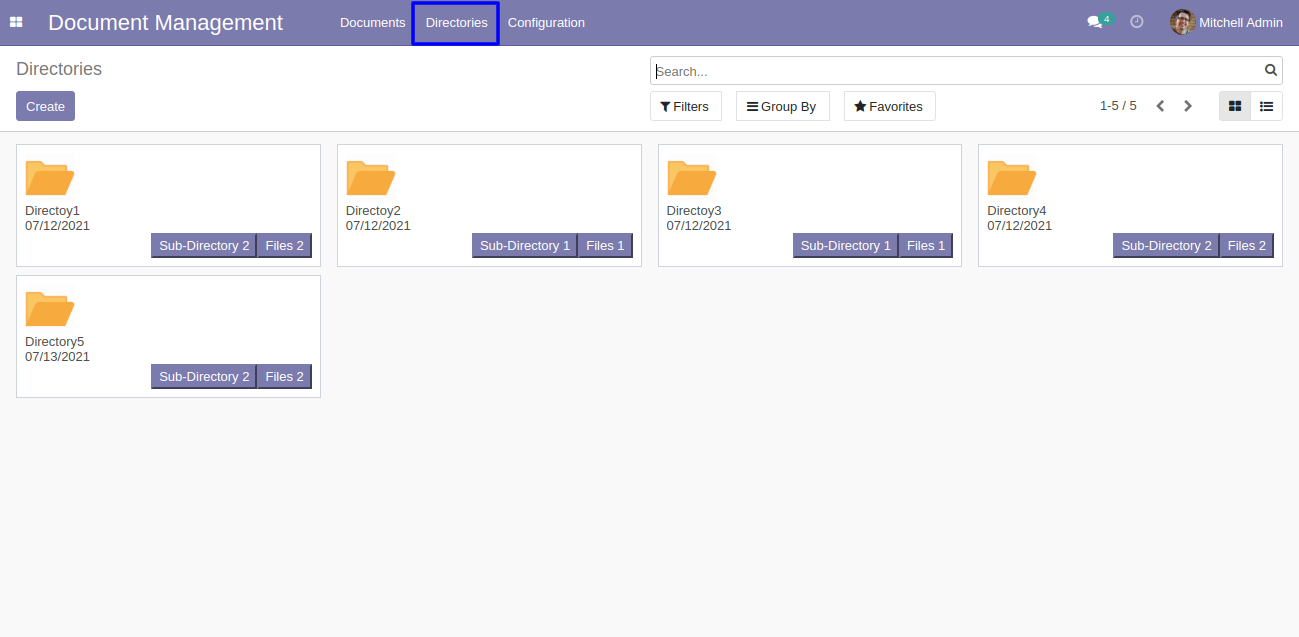 Document Management Documents Directories Configuration 4 Mitchell Admin
Directories
Search...
Create
Filters Group By Favorites 1-5 / 5
Directoy1
07/12/2021
Sub-Directory 2 Files 2
Directoy2
07/12/2021
Sub-Directory 1 Files 1
Directoy3
07/12/2021
Sub-Directory 1 Files 1
Directory4
07/12/2021
Sub-Directory 2 Files 2
Directory5
07/13/2021
Sub-Directory 2 Files 2